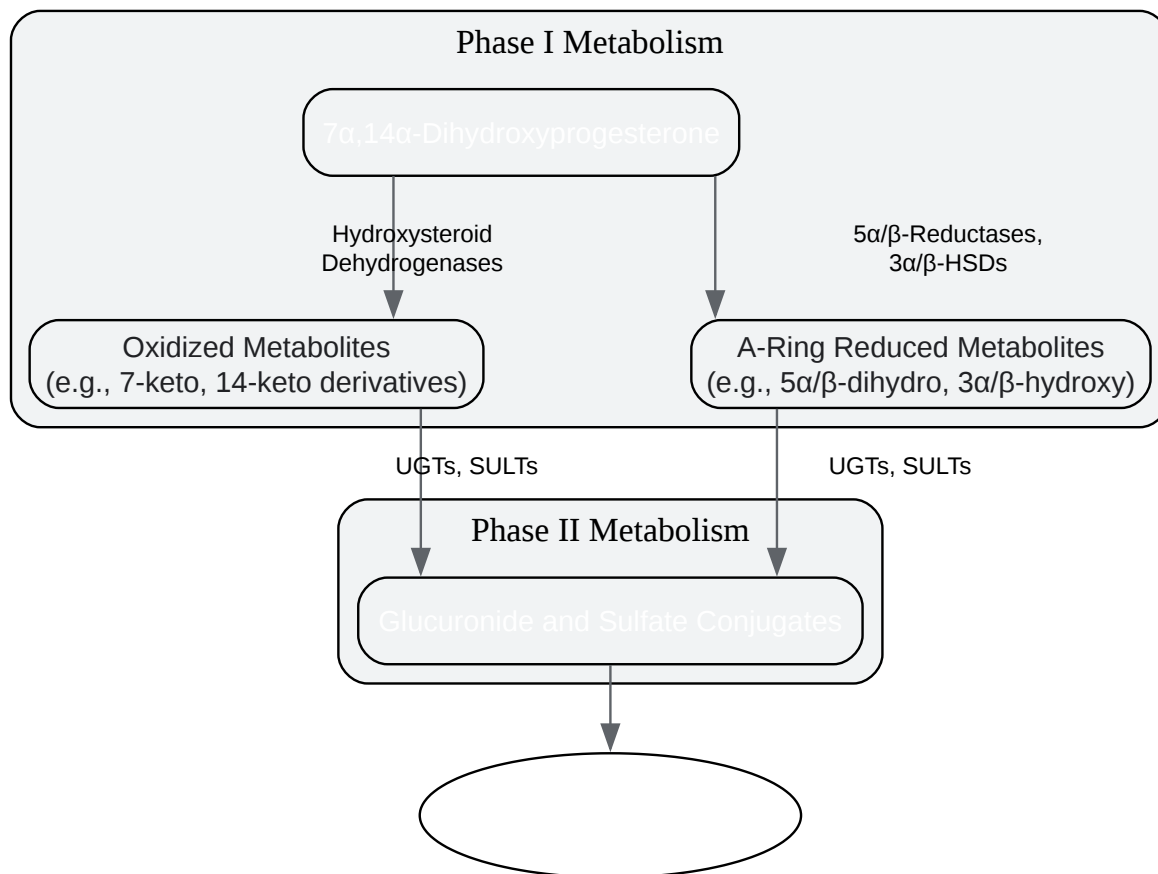 Phase I Metabolism
7α,14α-Dihydroxyprogesterone
Hydroxysteroid
Dehydrogenases
5α/β-Reductases,
3α/β-HSDs
Oxidized Metabolites
(e.g., 7-keto, 14-keto derivatives)
A-Ring Reduced Metabolites
(e.g., 5α/β-dihydro, 3α/β-hydroxy)
UGTs, SULTs
UGTs, SULTs
Phase II Metabolism
Glucuronide and Sulfate Conjugates